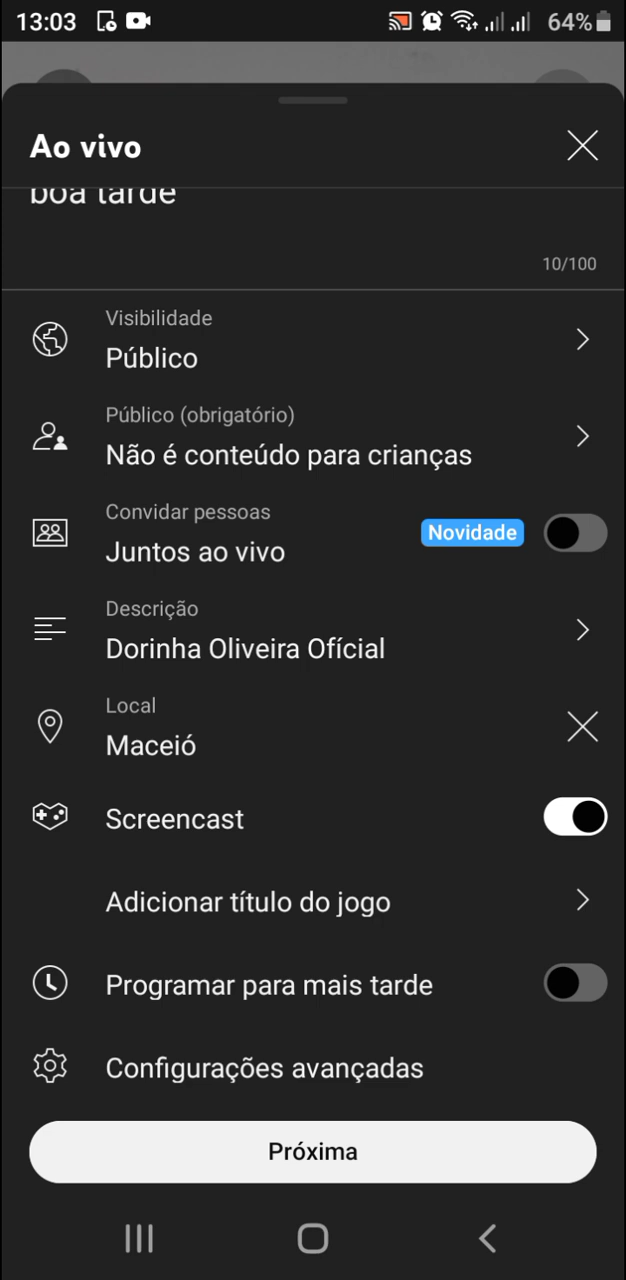 13:03
64%
Ao vivo
boa tarde
10/100
Visibilidade
Público
Público (obrigatório)
Não é conteúdo para crianças
Convidar pessoas
Juntos ao vivo
Novidade
Descrição
Dorinha Oliveira Ofícial
Local
Maceió
Screencast
Adicionar título do jogo
Programar para mais tarde
Configurações avançadas
Próxima